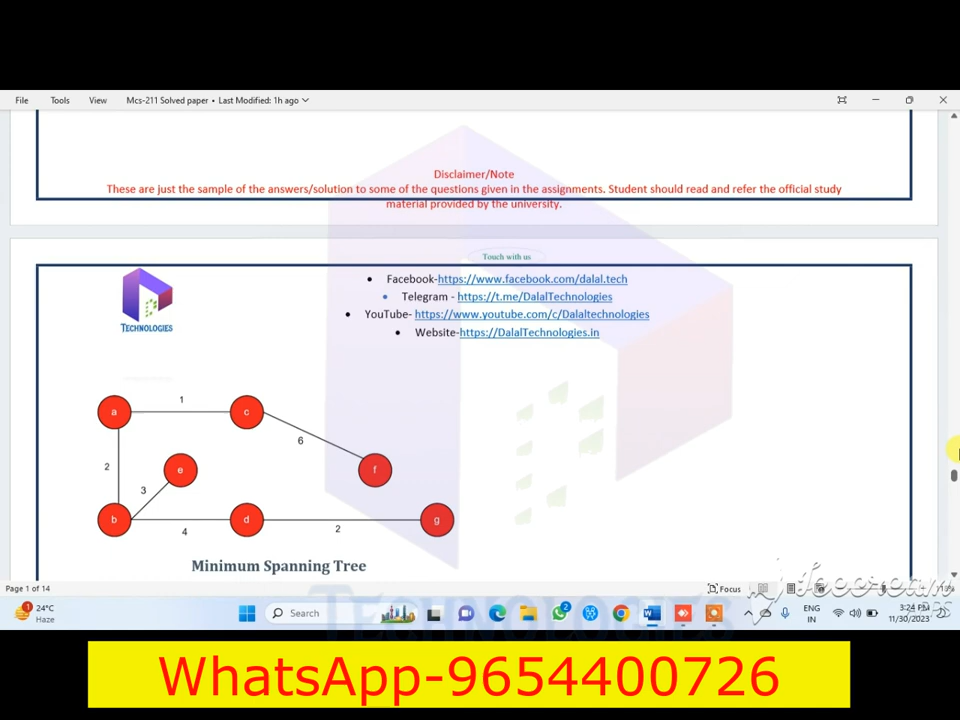 File Tools View Mcs-211 Solved paper • Last Modified: 1h ago
Disclaimer/Note
These are just the sample of the answers/solution to some of the questions given in the assignments. Student should read and refer the official study
material provided by the university.
Touch with us
TECHNOLOGIES
• Facebook-https://www.facebook.com/dalal.tech
• Telegram - https://t.me/DalalTechnologies
• YouTube- https://www.youtube.com/c/Dalaltechnologies
• Website-https://DalalTechnologies.in
1
a c
6
2 e f
3
b d g
4 2
Minimum Spanning Tree
Page 1 of 14 Focus
TECHNOLOGIES
1 24°C
Haze
Search
2
ENG
IN
3:24 PM
11/30/2023
WhatsApp-9654400726